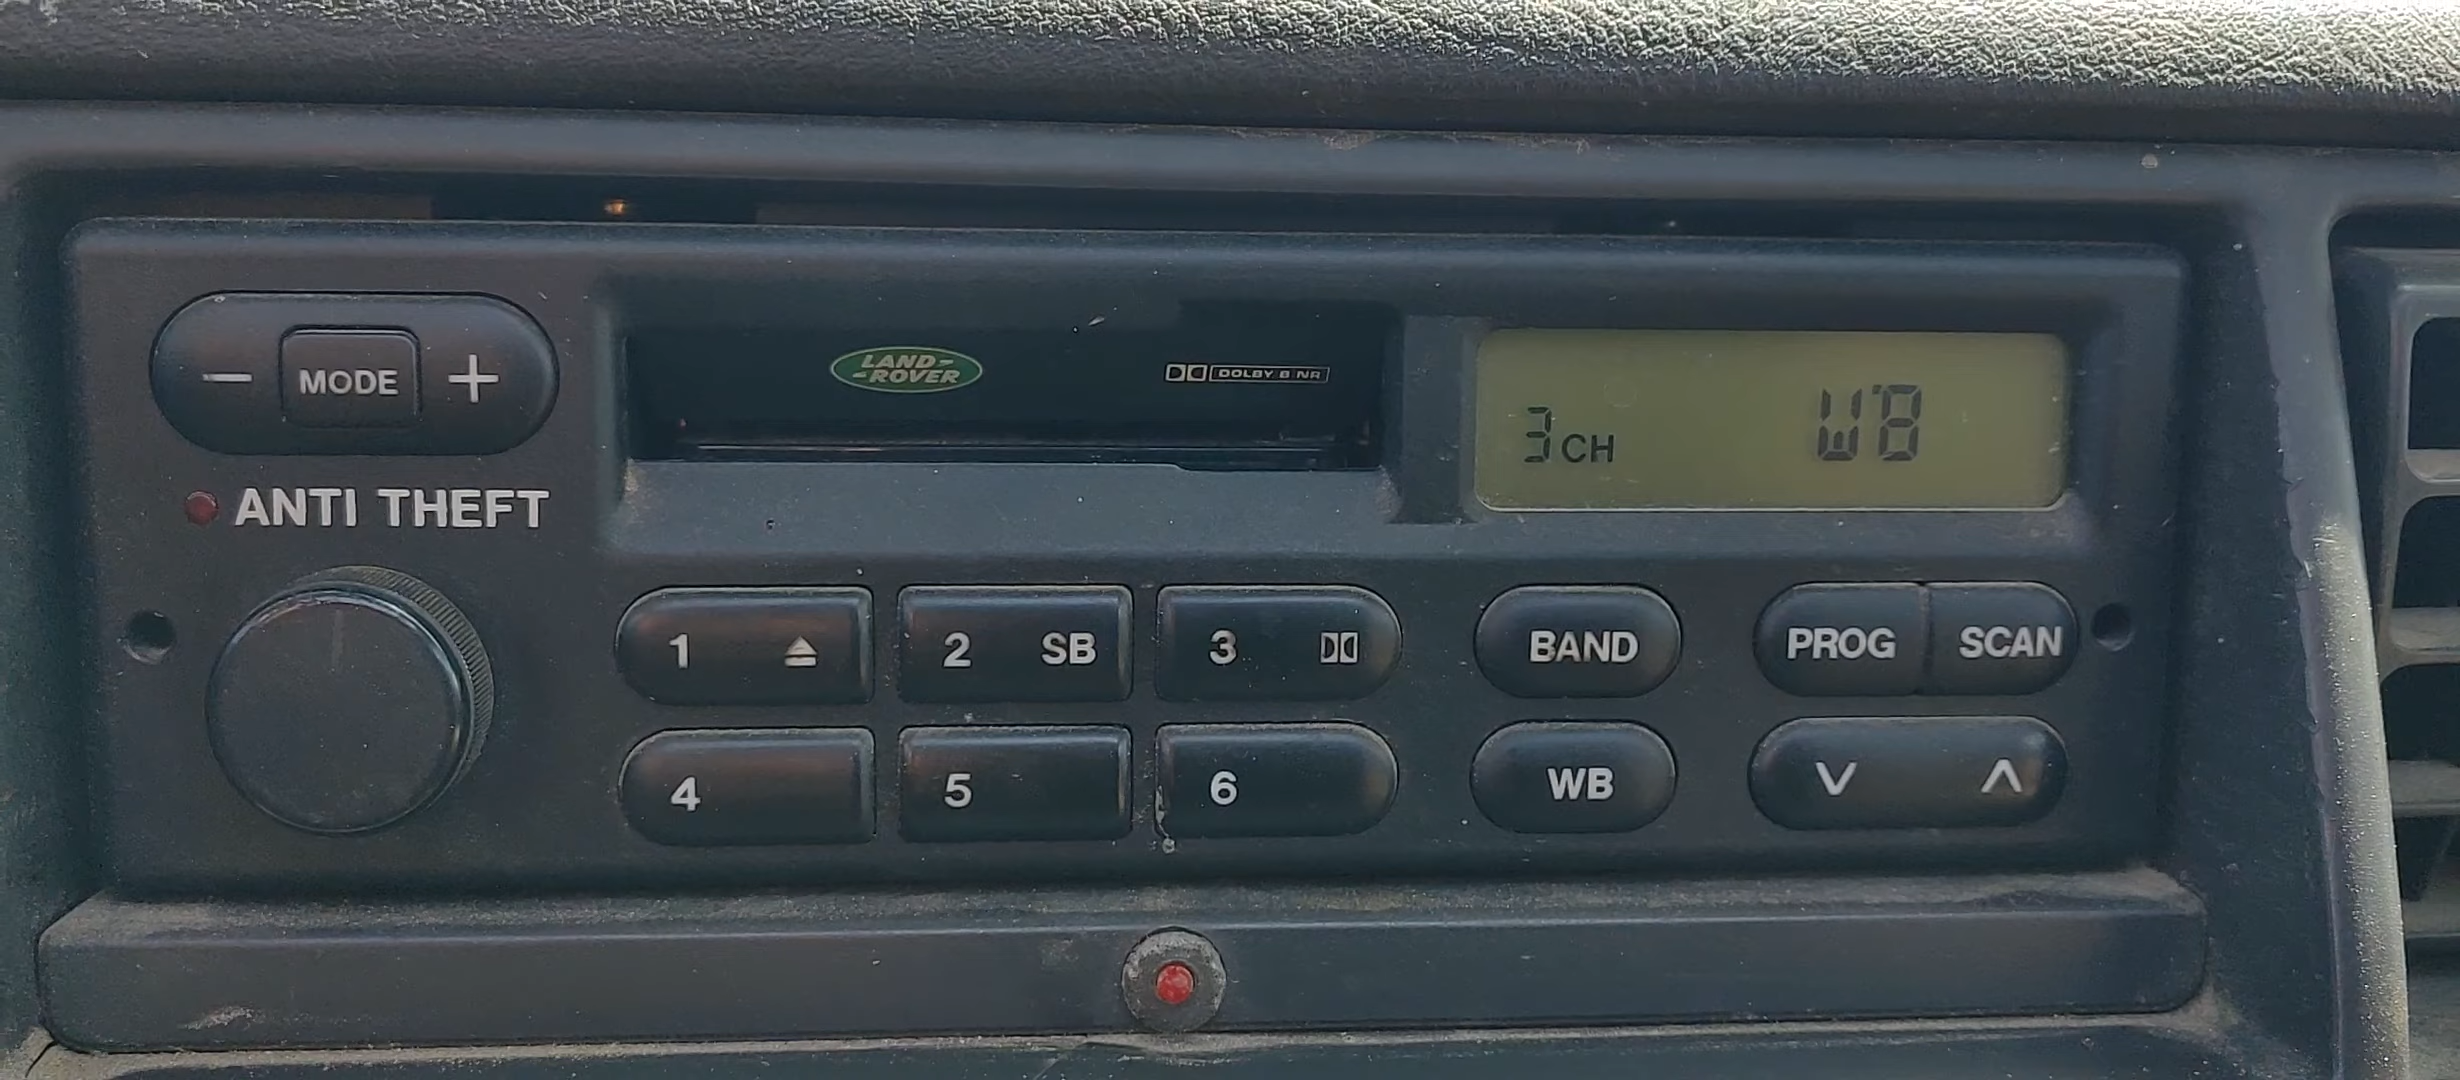 LAND-
-ROVER
DOLBY B NR
- MODE +
3CH WB
ANTI THEFT
1 2 SB 3
BAND PROG SCAN
4 5 6
WB